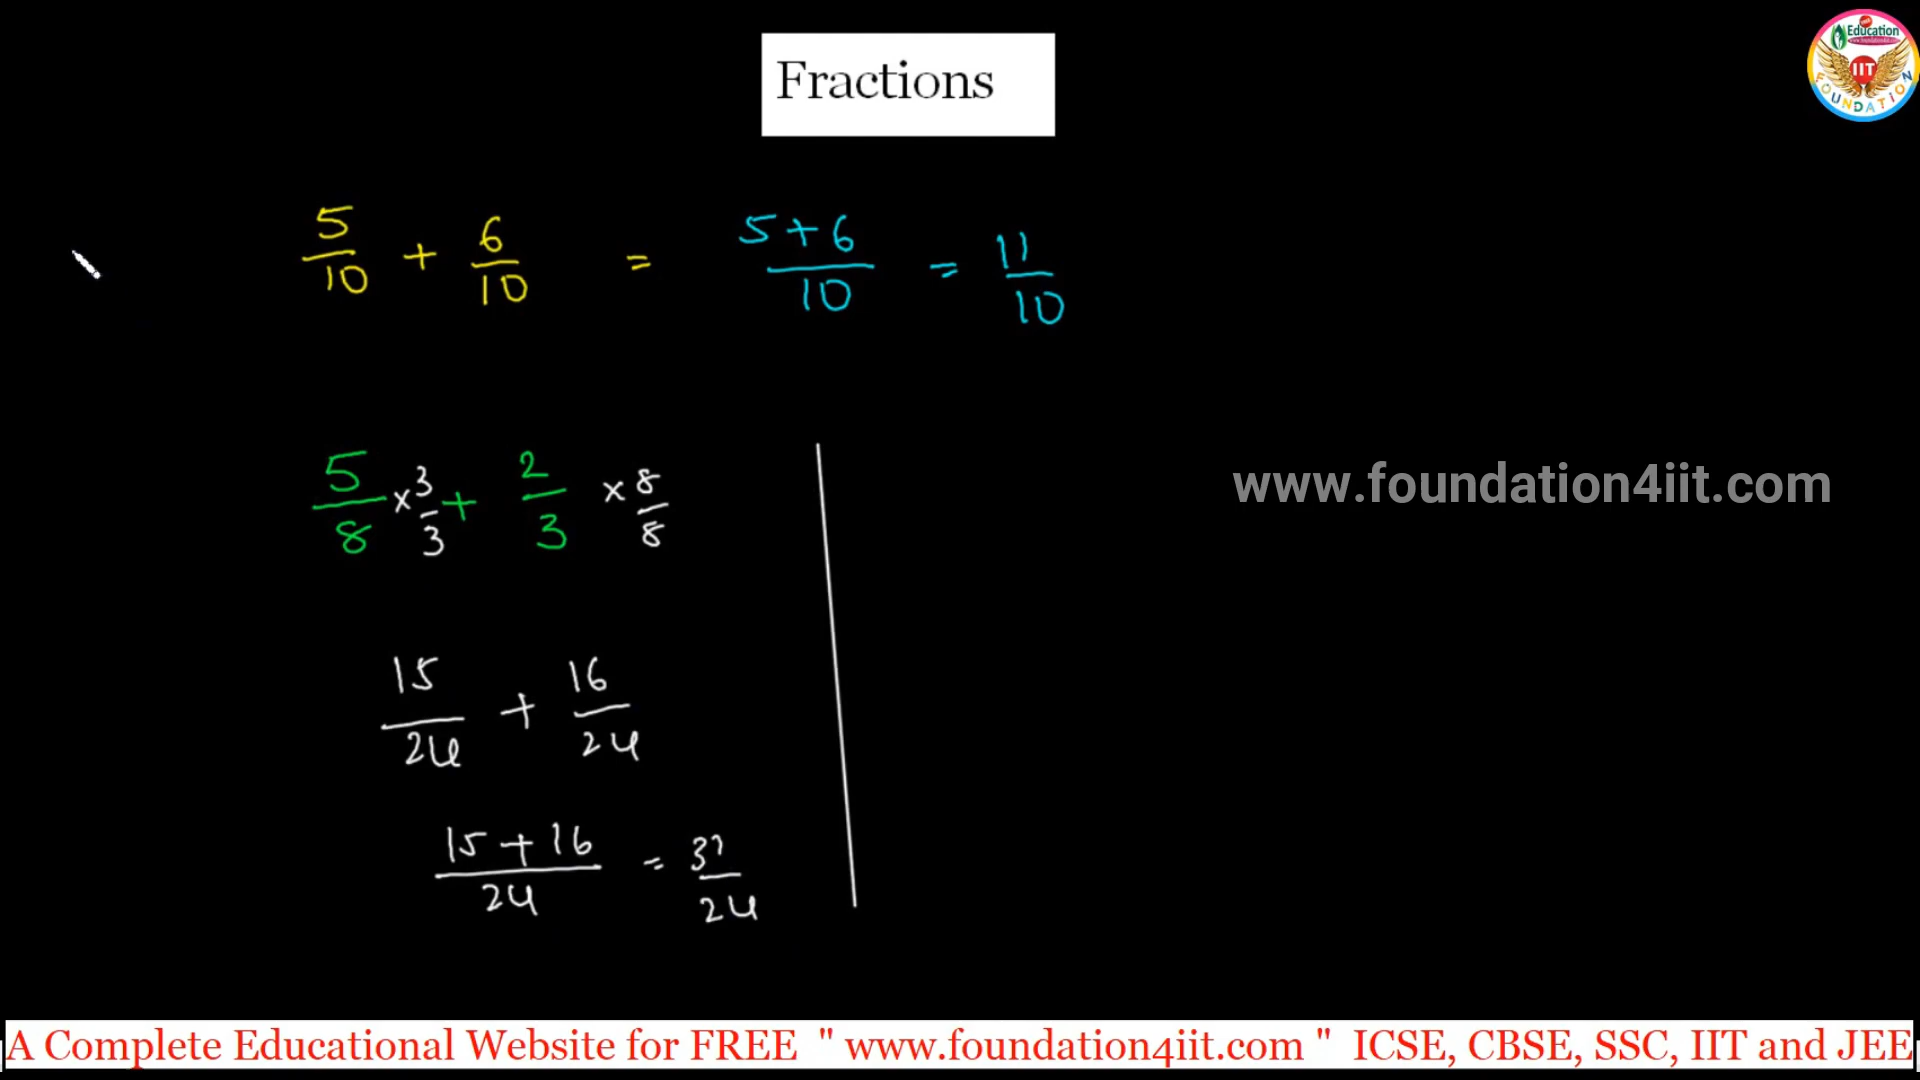 Education
IIT
FOUNDATION
Fractions
5/10 + 6/10 = 5+6/10 = 11/10
5/8 × 3/3 + 2/3 × 8/8
www.foundation4iit.com
15/24 + 16/24
15+16/24 = 31/24
A Complete Educational Website for FREE " www.foundation4iit.com " ICSE, CBSE, SSC, IIT and JEE